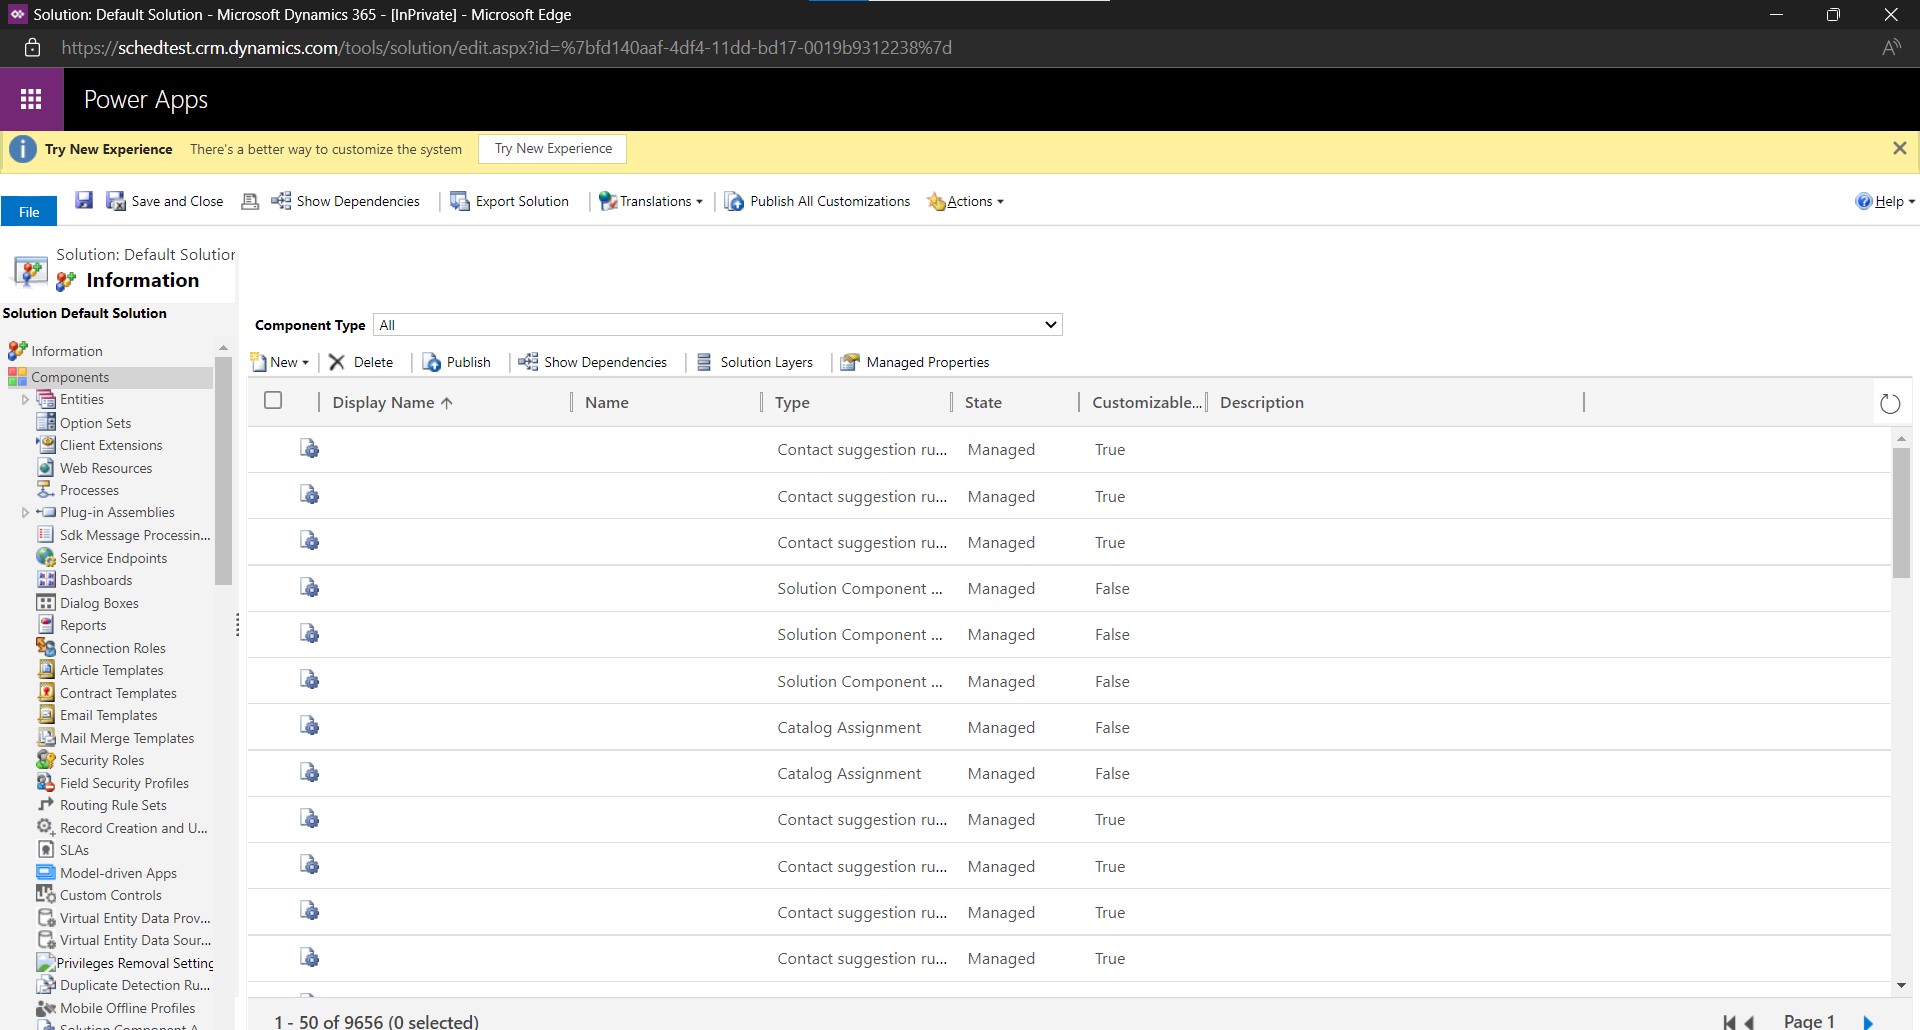 Solution: Default Solution - Microsoft Dynamics 365 - [InPrivate] - Microsoft Edge
https://schedtest.crm.dynamics.com/tools/solution/edit.aspx?id=%7bfd140aaf-4df4-11dd-bd17-0019b9312238%7d
Power Apps
Try New Experience There's a better way to customize the system Try New Experience
File Save and Close Show Dependencies Export Solution Translations Publish All Customizations Actions Help
Solution: Default Solution
Information
Solution Default Solution
Information
Components
Entities
Option Sets
Client Extensions
Web Resources
Processes
Plug-in Assemblies
Sdk Message Processin...
Service Endpoints
Dashboards
Dialog Boxes
Reports
Connection Roles
Article Templates
Contract Templates
Email Templates
Mail Merge Templates
Security Roles
Field Security Profiles
Routing Rule Sets
Record Creation and U...
SLAs
Model-driven Apps
Custom Controls
Virtual Entity Data Prov...
Virtual Entity Data Sour...
Privileges Removal Setting
Duplicate Detection Ru...
Mobile Offline Profiles
Component Type All
New Delete Publish Show Dependencies Solution Layers Managed Properties
Display Name Name Type State Customizable... Description
Contact suggestion ru... Managed True
Contact suggestion ru... Managed True
Contact suggestion ru... Managed True
Solution Component ... Managed False
Solution Component ... Managed False
Solution Component ... Managed False
Catalog Assignment Managed False
Catalog Assignment Managed False
Contact suggestion ru... Managed True
Contact suggestion ru... Managed True
Contact suggestion ru... Managed True
Contact suggestion ru... Managed True
1 - 50 of 9656 (0 selected) Page 1